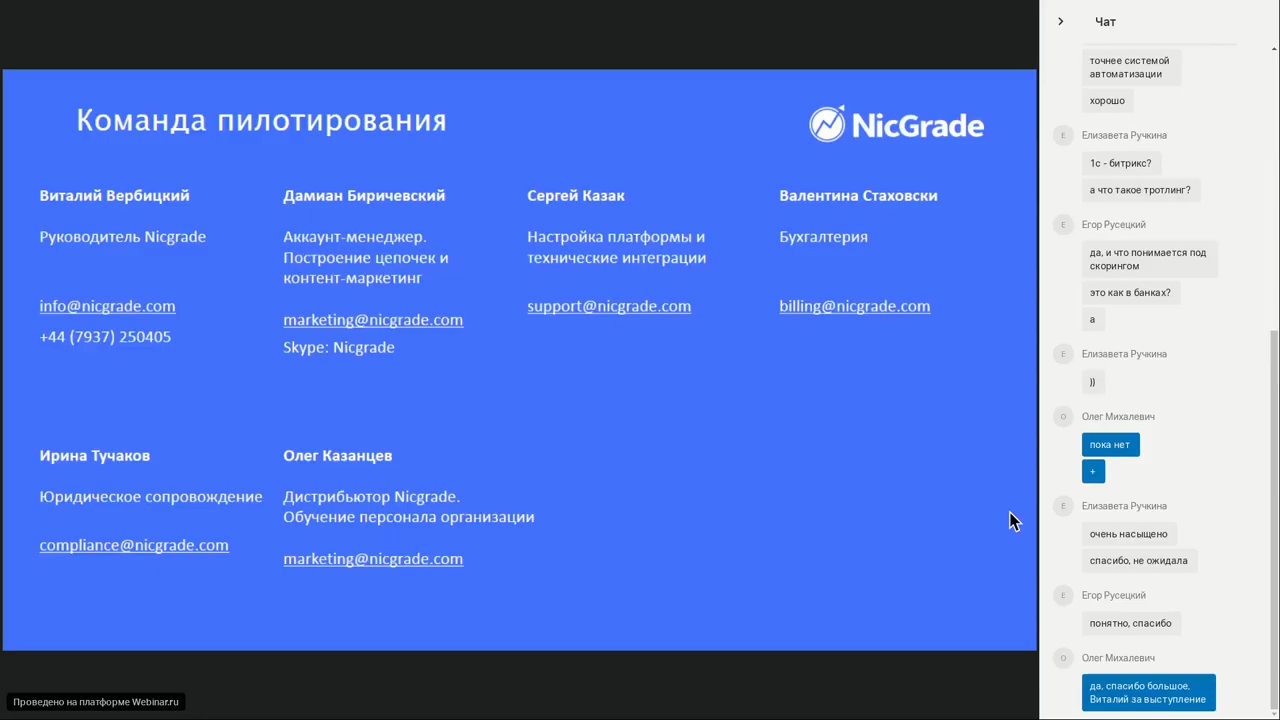 Команда пилотирования
NicGrade
Виталий Вербицкий
Руководитель Nicgrade
info@nicgrade.com
+44 (7937) 250405
Дамиан Биричевский
Аккаунт-менеджер.
Построение цепочек и
контент-маркетинг
marketing@nicgrade.com
Skype: Nicgrade
Сергей Казак
Настройка платформы и
технические интеграции
support@nicgrade.com
Валентина Стаховски
Бухгалтерия
billing@nicgrade.com
Ирина Тучаков
Юридическое сопровождение
compliance@nicgrade.com
Олег Казанцев
Дистрибьютор Nicgrade.
Обучение персонала организации
marketing@nicgrade.com
Проведено на платформе Webinar.ru
Чат
точнее системой
автоматизации
хорошо
Е
Елизавета Ручкина
1с - битрикс?
а что такое тротлинг?
Е
Егор Русецкий
да, и что понимается под
скорингом
это как в банках?
а
Е
Елизавета Ручкина
))
О
Олег Михалевич
пока нет
+
Е
Елизавета Ручкина
очень насыщено
спасибо, не ожидала
Е
Егор Русецкий
понятно, спасибо
О
Олег Михалевич
да, спасибо большое,
Виталий за выступление